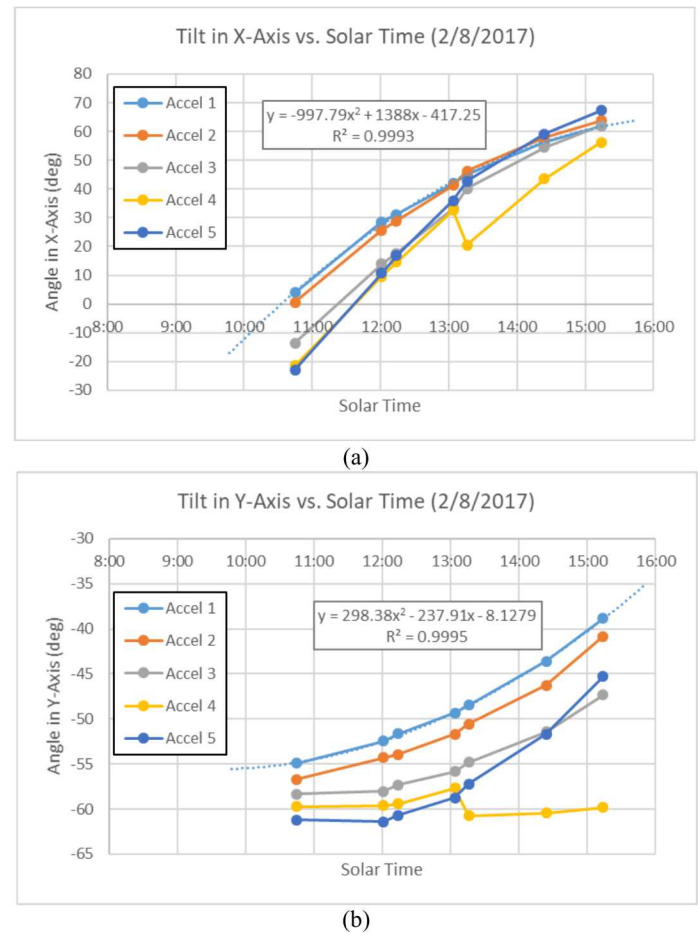 Tilt in X-Axis vs. Solar Time (2/8/2017)
80
70
60
50
40
30
20
10
0
-10
-20
-30
Angle in X-Axis (deg)
Accel 1
Accel 2
Accel 3
Accel 4
Accel 5
y = -997.79x² + 1388x - 417.25
R² = 0.9993
8:00 9:00 10:00 11:00 12:00 13:00 14:00 15:00 16:00
Solar Time
(a)
Tilt in Y-Axis vs. Solar Time (2/8/2017)
-30
8:00 9:00 10:00 11:00 12:00 13:00 14:00 15:00 16:00
-35
-40
-45
-50
-55
-60
-65
Angle in Y-Axis (deg)
Accel 1
Accel 2
Accel 3
Accel 4
Accel 5
y = 298.38x² - 237.91x - 8.1279
R² = 0.9995
Solar Time
(b)